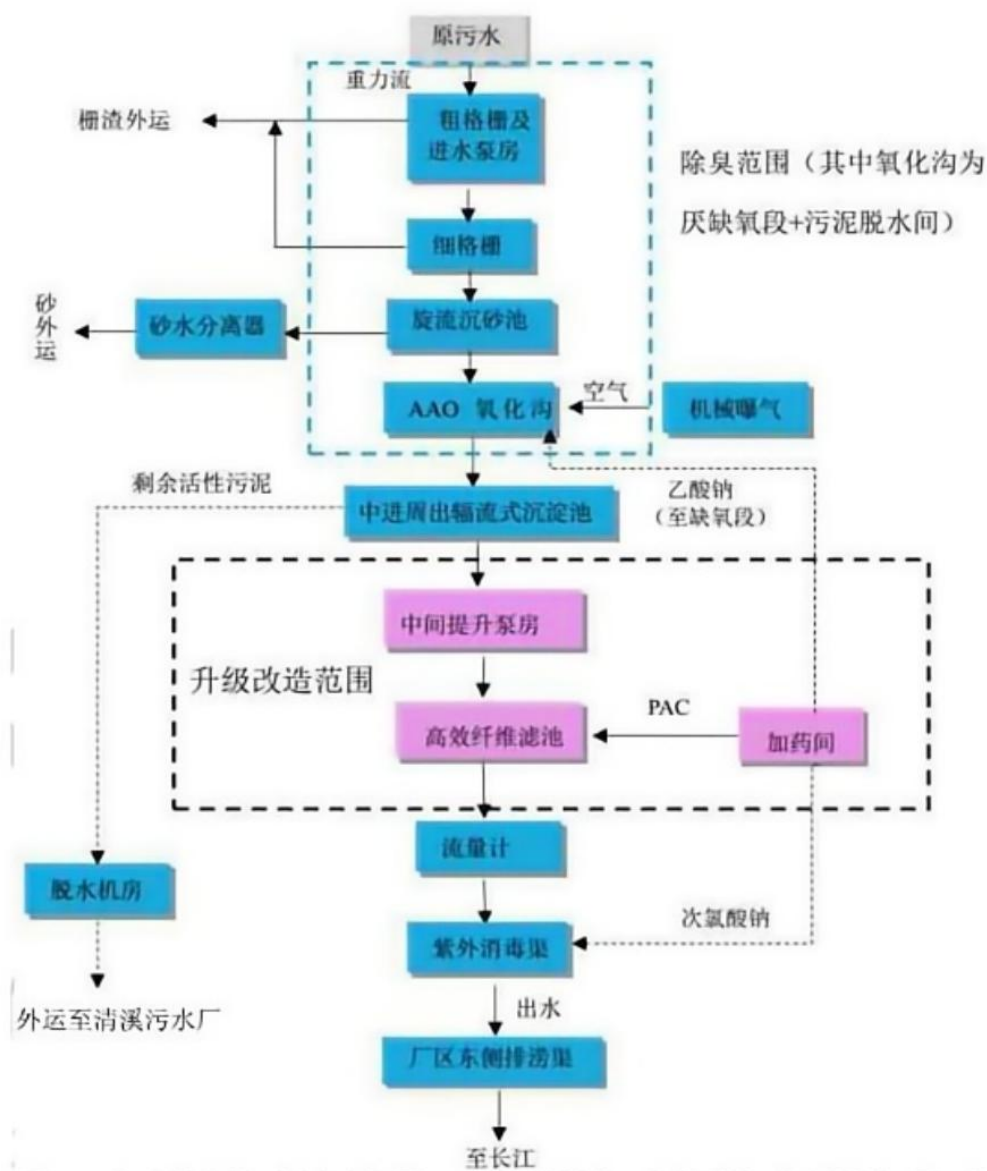 原污水
重力流
栅渣外运
粗格栅及
进水泵房
除臭范围（其中氧化沟为
厌缺氧段+污泥脱水间）
细格栅
砂外运
砂水分离器
旋流沉砂池
AAO 氧化沟
空气
机械曝气
剩余活性污泥
中进周出辐流式沉淀池
乙酸钠
（至缺氧段）
中间提升泵房
升级改造范围
高效纤维滤池
PAC
加药间
流量计
脱水机房
紫外消毒渠
次氯酸钠
外运至清溪污水厂
出水
厂区东侧排涝渠
至长江